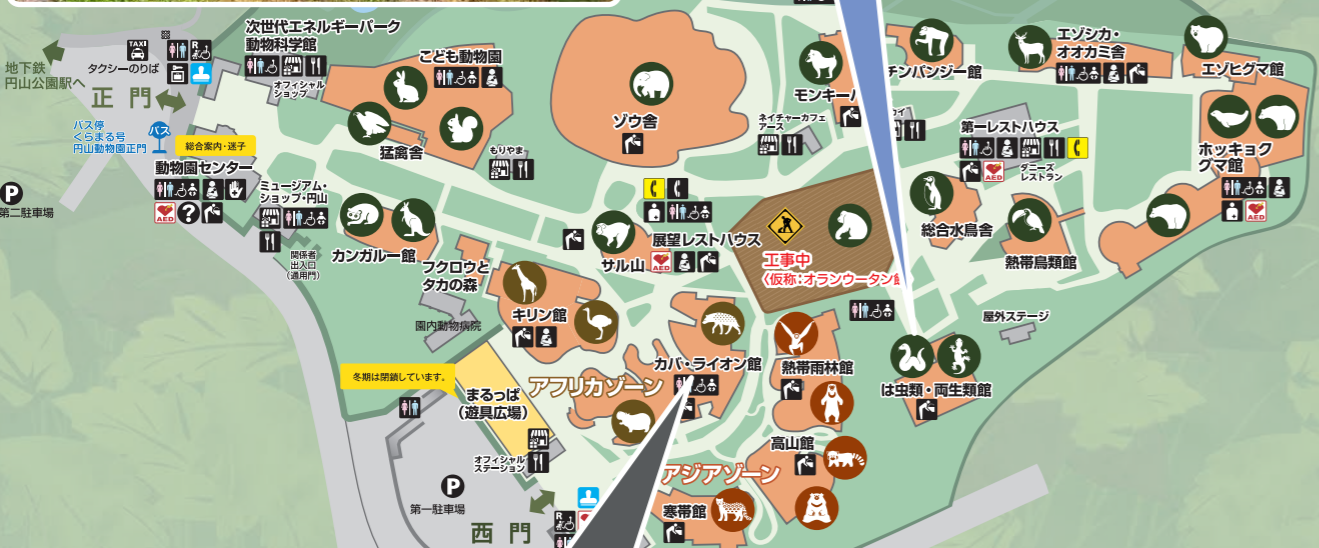 次世代エネルギーパーク
動物科学館
オフィシャル
ショップ
TAXI
タクシーのりば
地下鉄
円山公園駅へ
正 門
バス停
くらまる号
円山動物園正門
バス
総合案内・迷子
動物園センター
AED
?
P
第二駐車場
ミュージアム・
ショップ・円山
関係者
出入口
(通用門)
こども動物園
猛禽舎
もりやま
カンガルー館
フクロウと
タカの森
園内動物病院
ゾウ舎
モンキーハ
ネイチャーカフェ
アース
チンパンジー館
エゾシカ・
オオカミ舎
エゾヒグマ館
第一レストハウス
AED
ホッキョク
グマ館
AED
総合水鳥舎
熱帯鳥類館
サル山
AED
展望レストハウス
工事中
〈仮称:オランウータン
キリン館
カバ・ライオン館
アフリカゾーン
熱帯雨林館
屋外ステージ
は虫類・両生類館
冬期は閉鎖しています。
まるっぱ
(遊具広場)
オフィシャル
ステーション
高山館
アジアゾーン
寒帯館
P
第一駐車場
西 門